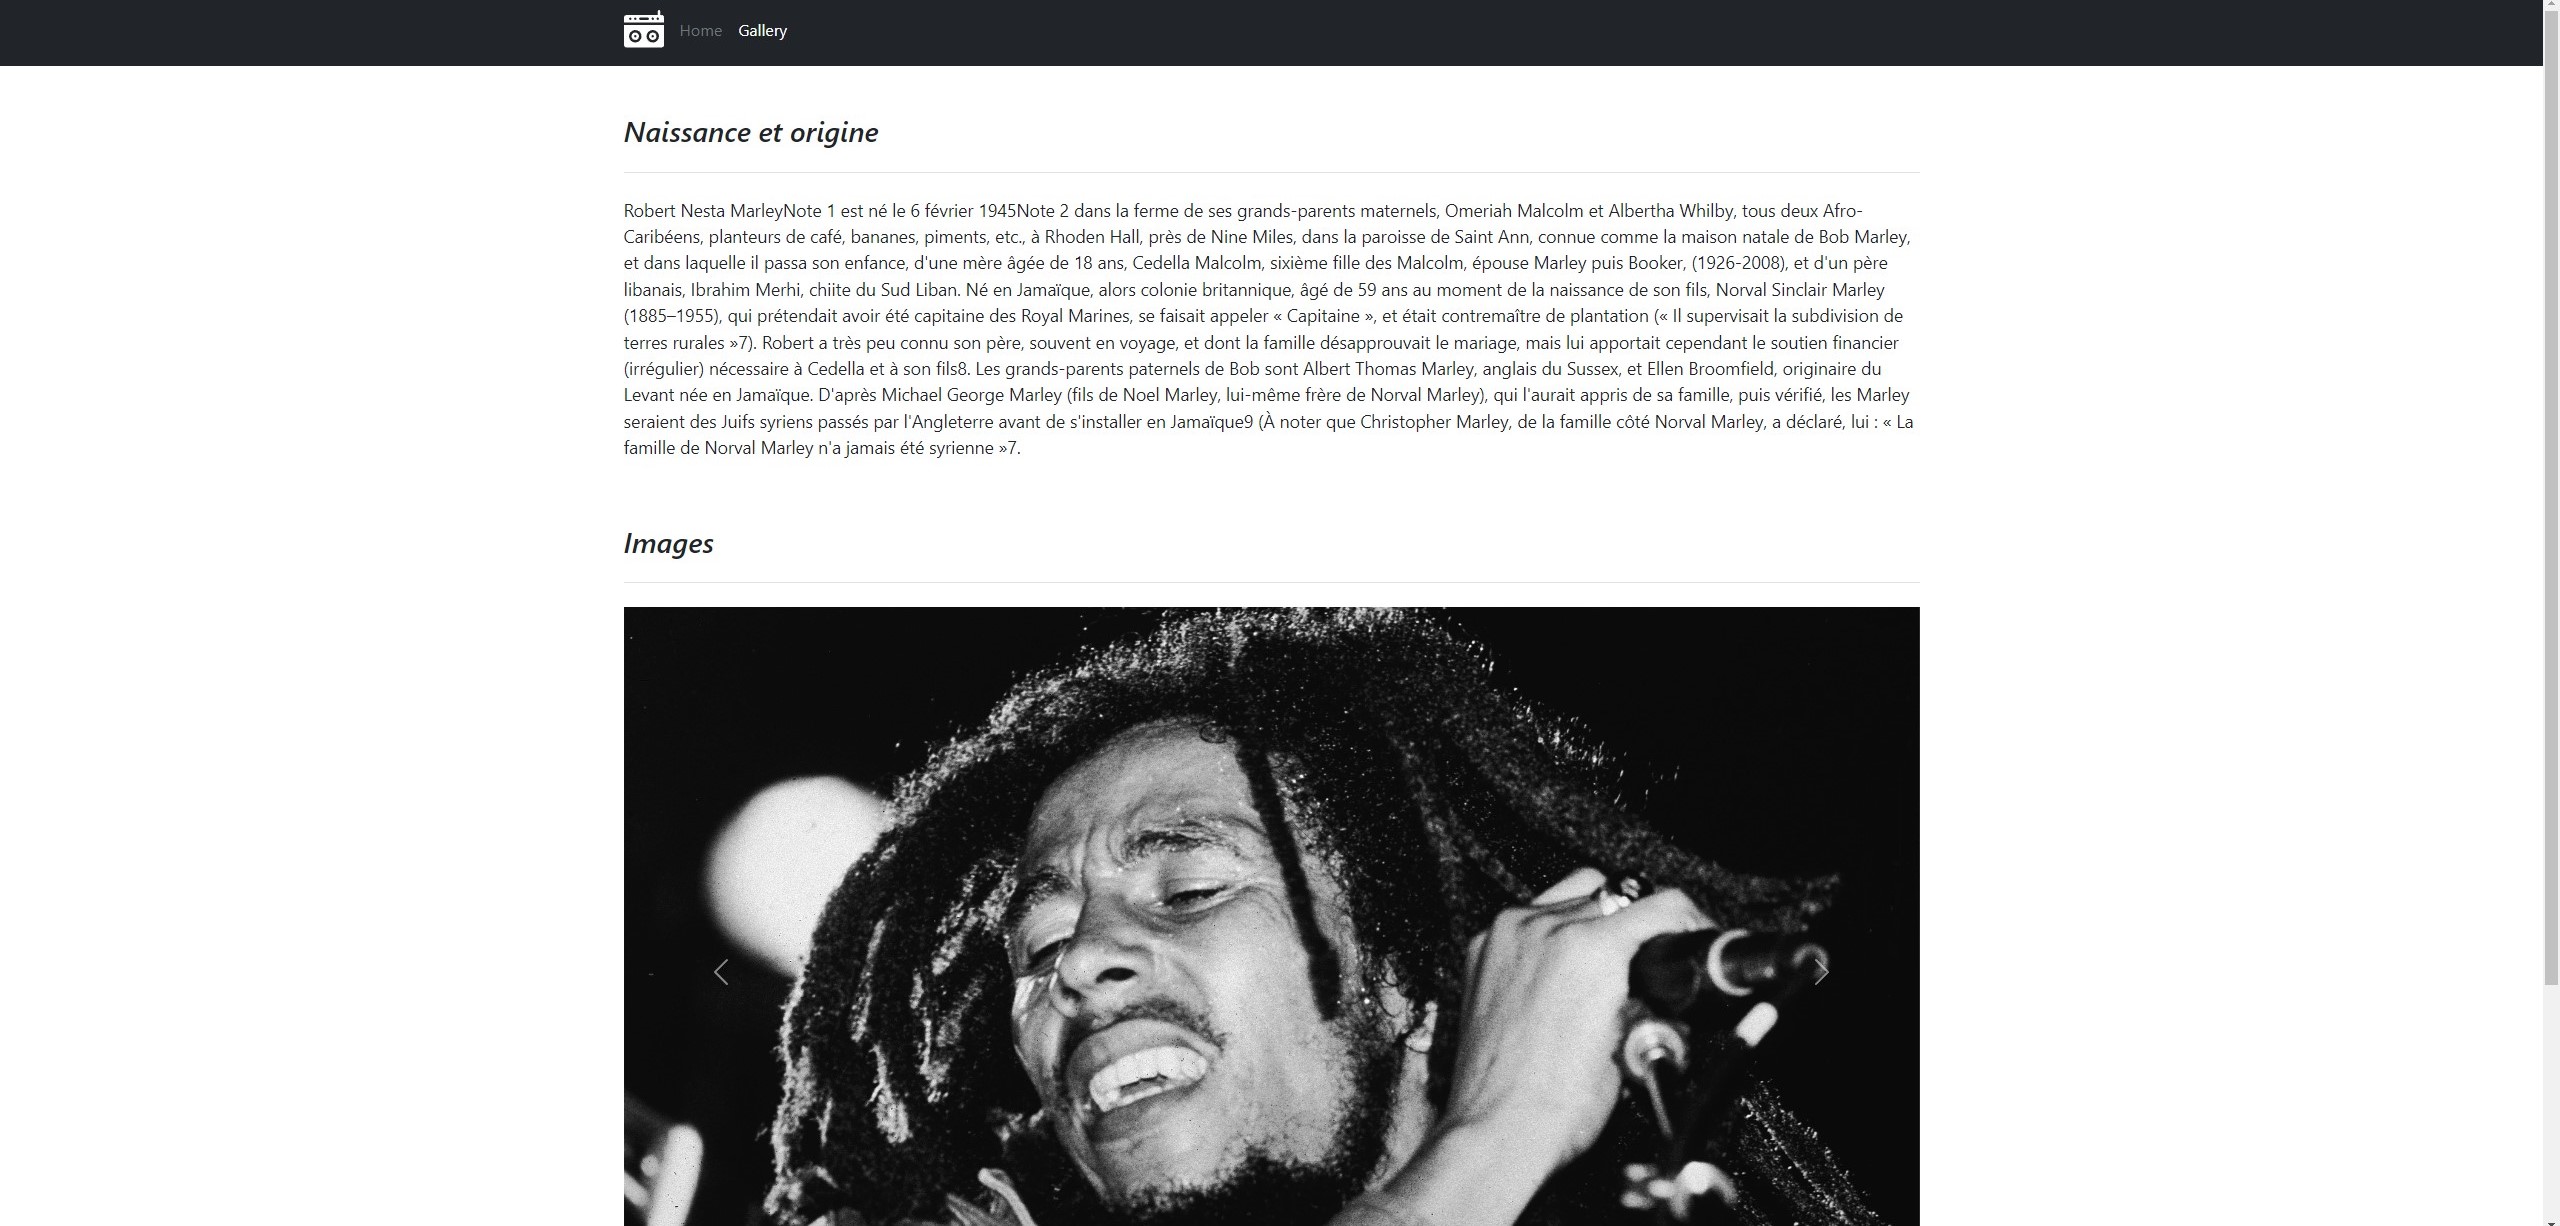 Home Gallery
Naissance et origine
Robert Nesta MarleyNote 1 est né le 6 février 1945Note 2 dans la ferme de ses grands-parents maternels, Omeriah Malcolm et Albertha Whilby, tous deux Afro-
Caribéens, planteurs de café, bananes, piments, etc., à Rhoden Hall, près de Nine Miles, dans la paroisse de Saint Ann, connue comme la maison natale de Bob Marley,
et dans laquelle il passa son enfance, d'une mère âgée de 18 ans, Cedella Malcolm, sixième fille des Malcolm, épouse Marley puis Booker, (1926-2008), et d'un père
libanais, Ibrahim Merhi, chiite du Sud Liban. Né en Jamaïque, alors colonie britannique, âgé de 59 ans au moment de la naissance de son fils, Norval Sinclair Marley
(1885–1955), qui prétendait avoir été capitaine des Royal Marines, se faisait appeler « Capitaine », et était contremaître de plantation (« Il supervisait la subdivision de
terres rurales »7). Robert a très peu connu son père, souvent en voyage, et dont la famille désapprouvait le mariage, mais lui apportait cependant le soutien financier
(irrégulier) nécessaire à Cedella et à son fils8. Les grands-parents paternels de Bob sont Albert Thomas Marley, anglais du Sussex, et Ellen Broomfield, originaire du
Levant née en Jamaïque. D'après Michael George Marley (fils de Noel Marley, lui-même frère de Norval Marley), qui l'aurait appris de sa famille, puis vérifié, les Marley
seraient des Juifs syriens passés par l'Angleterre avant de s'installer en Jamaïque9 (À noter que Christopher Marley, de la famille côté Norval Marley, a déclaré, lui : « La
famille de Norval Marley n'a jamais été syrienne »7.
Images